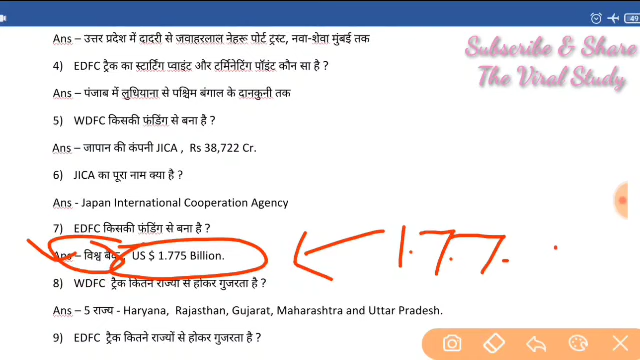 49
Ans – उत्तर प्रदेश में दादरी से जवाहरलाल नेहरू पोर्ट ट्रस्ट, नवा-शेवा मुंबई तक
Subscribe & Share
4) EDFC ट्रैक का स्टार्टिंग प्वाइंट और टर्मिनेटिंग पॉइंट कौन सा है ?
The Viral Study
Ans – पंजाब में लुधियाना से पश्चिम बंगाल के दानकुनी तक
5) WDFC किसकी फंडिंग से बना है ?
Ans – जापान की कंपनी JICA , Rs 38,722 Cr.
6) JICA का पूरा नाम क्या है ?
Ans - Japan International Cooperation Agency
7) EDFC किसकी फंडिंग से बना है ?
Ans – विश्व बैंक, US $ 1.775 Billion.
1.77.
8) WDFC ट्रैक कितने राज्यों से होकर गुजरता है ?
Ans – 5 राज्य - Haryana, Rajasthan, Gujarat, Maharashtra and Uttar Pradesh.
9) EDFC ट्रैक कितने राज्यों से होकर गुजरता है ?